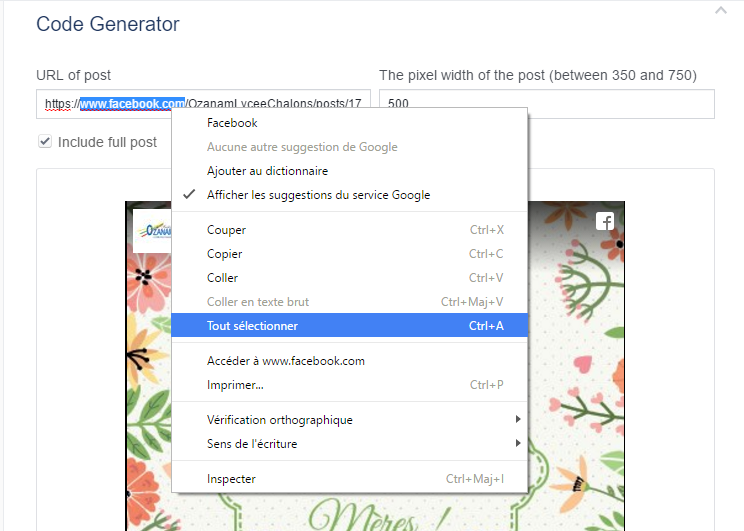 Code Generator
URL of post
The pixel width of the post (between 350 and 750)
https://www.facebook.com/OzanamLyceeChalons/posts/17
500
Include full post
Facebook
Aucune autre suggestion de Google
Ajouter au dictionnaire
Afficher les suggestions du service Google
OZANAM
Couper Ctrl+X
Copier Ctrl+C
Coller Ctrl+V
Coller en texte brut Ctrl+Maj+V
Tout sélectionner Ctrl+A
Accéder à www.facebook.com
Imprimer... Ctrl+P
Vérification orthographique
Sens de l'écriture
Inspecter Ctrl+Maj+I
Mères !